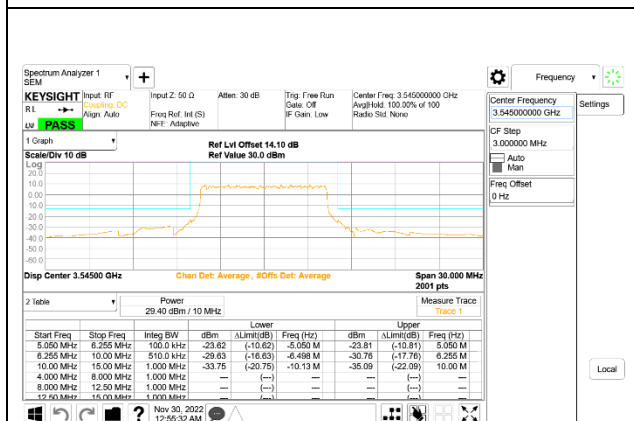 Spectrum Analyzer 1
SEM
Frequency
KEYSIGHT
Input: RF
Input Z: 50 Ω
Atten: 30 dB
Trig: Free Run
Center Freq: 3.545000000 GHz
R L
Coupling: DC
Gate: Off
Avg|Hold: 100.00% of 100
Align: Auto
Freq Ref: Int (S)
IF Gain: Low
Radio Std: None
PASS
NFE: Adaptive
Center Frequency
3.545000000 GHz
Settings
CF Step
3.000000 MHz
Auto
Man
Freq Offset
0 Hz
1 Graph
Ref Lvl Offset 14.10 dB
Scale/Div 10 dB
Ref Value 30.0 dBm
Log
20.0
10.0
0.00
-10.0
-20.0
-30.0
-40.0
-50.0
-60.0
Disp Center 3.54500 GHz
Chan Det: Average , #Offs Det: Average
Span 30.000 MHz
2001 pts
2 Table
Power
29.40 dBm / 10 MHz
Measure Trace
Trace 1
Lower Upper
Start Freq Stop Freq Integ BW dBm ΔLimit(dB) Freq (Hz) dBm ΔLimit(dB) Freq (Hz)
5.050 MHz 6.255 MHz 100.0 kHz -23.62 (-10.62) -5.050 M -23.81 (-10.81) 5.050 M
6.255 MHz 10.00 MHz 510.0 kHz -29.63 (-16.63) -6.498 M -30.76 (-17.76) 6.255 M
10.00 MHz 15.00 MHz 1.000 MHz -33.75 (-20.75) -10.13 M -35.09 (-22.09) 10.00 M
4.000 MHz 8.000 MHz 1.000 MHz --- (---) --- --- (---) ---
8.000 MHz 12.50 MHz 1.000 MHz --- (---) --- --- (---) ---
12.50 MHz 15.00 MHz 1.000 MHz --- (---) --- --- (---) ---
Local
Nov 30, 2022
12:55:32 AM